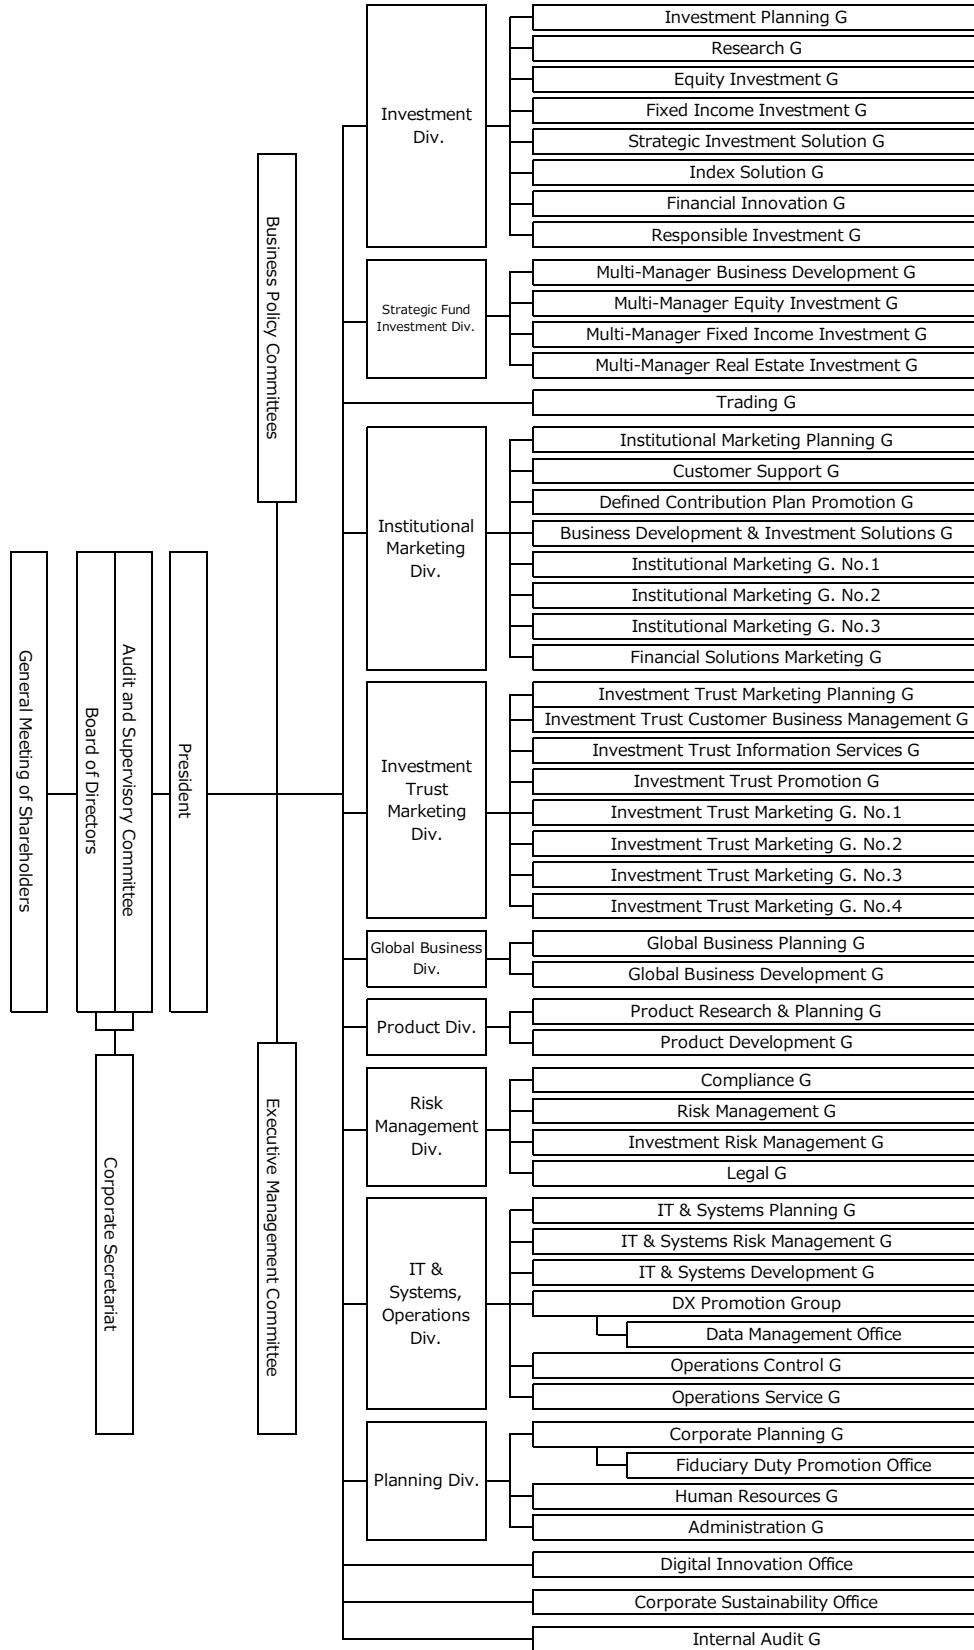 General Meeting of Shareholders
Board of Directors
Audit and Supervisory Committee
Corporate Secretariat
President
Business Policy Committees
Executive Management Committee
Investment
Div.
Investment Planning G
Research G
Equity Investment G
Fixed Income Investment G
Strategic Investment Solution G
Index Solution G
Financial Innovation G
Responsible Investment G
Strategic Fund
Investment Div.
Multi-Manager Business Development G
Multi-Manager Equity Investment G
Multi-Manager Fixed Income Investment G
Multi-Manager Real Estate Investment G
Trading G
Institutional
Marketing
Div.
Institutional Marketing Planning G
Customer Support G
Defined Contribution Plan Promotion G
Business Development & Investment Solutions G
Institutional Marketing G. No.1
Institutional Marketing G. No.2
Institutional Marketing G. No.3
Financial Solutions Marketing G
Investment
Trust
Marketing
Div.
Investment Trust Marketing Planning G
Investment Trust Customer Business Management G
Investment Trust Information Services G
Investment Trust Promotion G
Investment Trust Marketing G. No.1
Investment Trust Marketing G. No.2
Investment Trust Marketing G. No.3
Investment Trust Marketing G. No.4
Global Business
Div.
Global Business Planning G
Global Business Development G
Product Div.
Product Research & Planning G
Product Development G
Risk
Management
Div.
Compliance G
Risk Management G
Investment Risk Management G
Legal G
IT &
Systems,
Operations
Div.
IT & Systems Planning G
IT & Systems Risk Management G
IT & Systems Development G
DX Promotion Group
Data Management Office
Operations Control G
Operations Service G
Planning Div.
Corporate Planning G
Fiduciary Duty Promotion Office
Human Resources G
Administration G
Digital Innovation Office
Corporate Sustainability Office
Internal Audit G